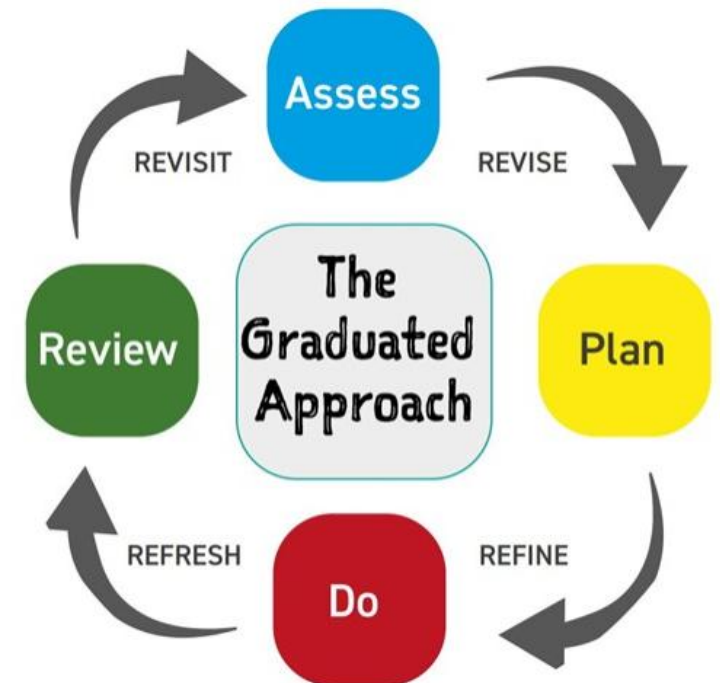 Assess
REVISIT
REVISE
The
Graduated
Approach
Review
Plan
REFRESH
REFINE
Do